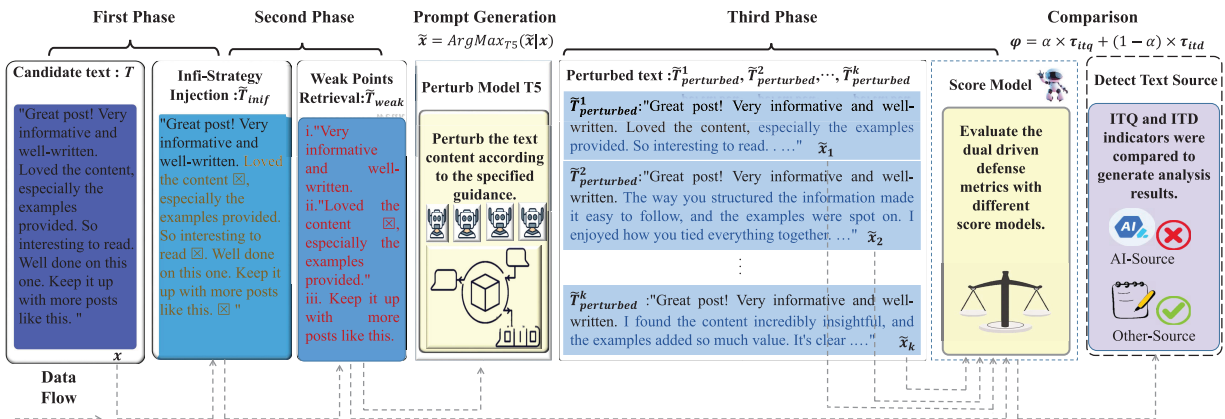 First Phase
Second Phase
Prompt Generation
x̃ = ArgMax_T5(x̃|x)
Third Phase
Comparison
φ = α × τ_itq + (1 − α) × τ_itd
Candidate text : T
"Great post! Very
informative and
well-written.
Loved the content,
especially the
examples
provided. So
interesting to read.
Well done on this
one. Keep it up
with more posts
like this. "
x
Infi-Strategy
Injection :T̃_inif
"Great post! Very
informative and
well-written. Loved
the content ☒,
especially the
examples provided.
So interesting to
read ☒. Well done
on this one. Keep it
up with more posts
like this. ☒ "
Weak Points
Retrieval:T̃_weak
i."Very
informative
and well-
written.
ii."Loved the
content ☒,
especially the
examples
provided."
iii. Keep it up
with more
posts like this.
Perturb Model T5
Perturb the text
content according
to the specified
guidance.
Perturbed text :T̃¹_perturbed, T̃²_perturbed,⋯, T̃ᵏ_perturbed
T̃¹_perturbed:"Great post! Very informative and well-
written. Loved the content, especially the examples
provided. So interesting to read. . …" x̃₁
T̃²_perturbed:"Great post! Very informative and well-
written. The way you structured the information made
it easy to follow, and the examples were spot on. I
enjoyed how you tied everything together. …" x̃₂
⋮
T̃ᵏ_perturbed :"Great post! Very informative and well-
written. I found the content incredibly insightful, and
the examples added so much value. It's clear …." x̃ₖ
Score Model
Evaluate the
dual driven
defense
metrics with
different
score models.
Detect Text Source
ITQ and ITD
indicators were
compared to
generate analysis
results.
AI
AI-Source
Other-Source
Data
Flow